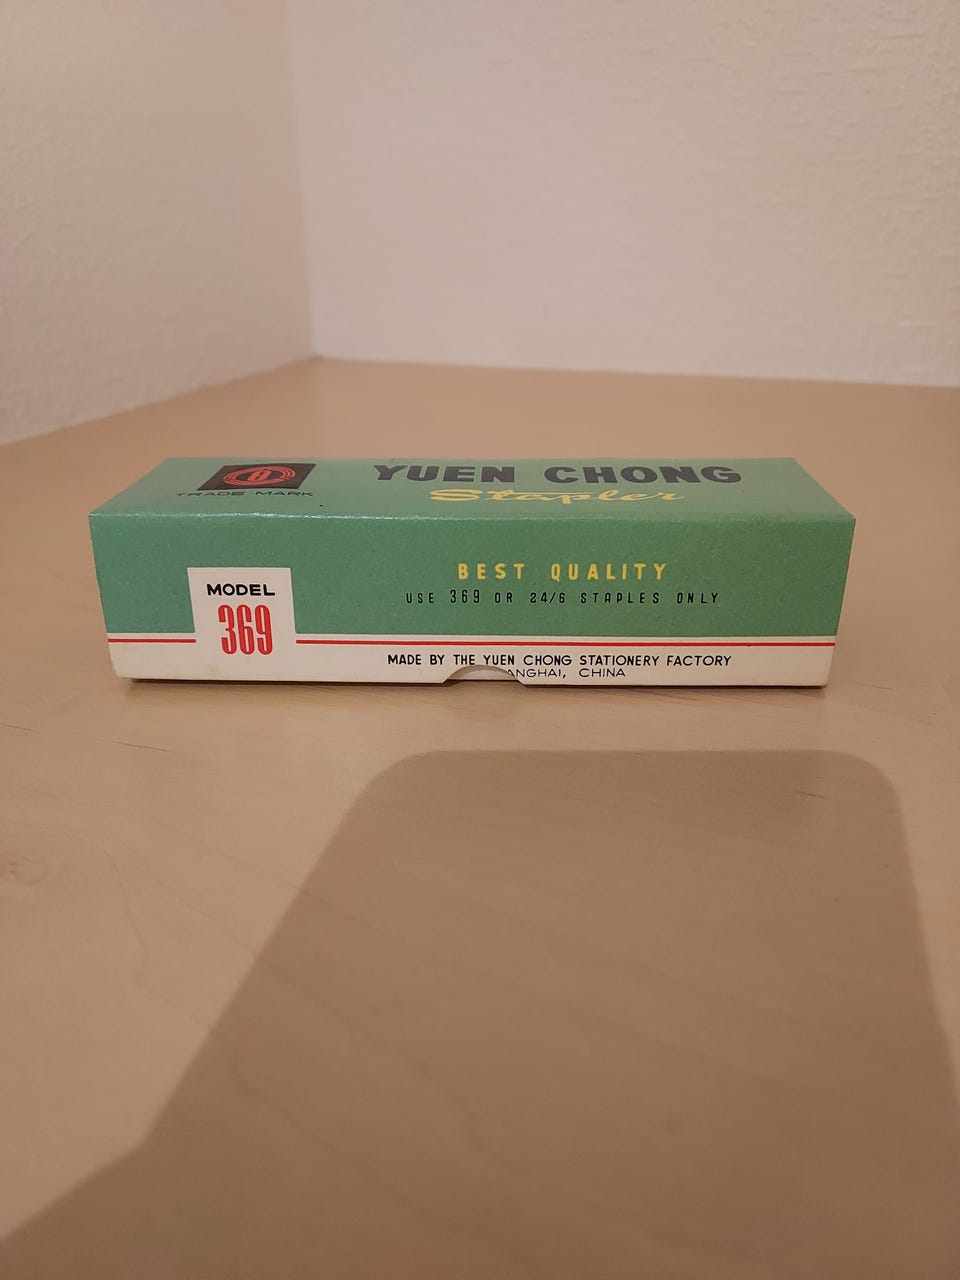 TRADE MARK
YUEN CHONG
Stapler
BEST QUALITY
USE 369 OR 24/6 STAPLES ONLY
MODEL
369
MADE BY THE YUEN CHONG STATIONERY FACTORY
ANGHAI, CHINA